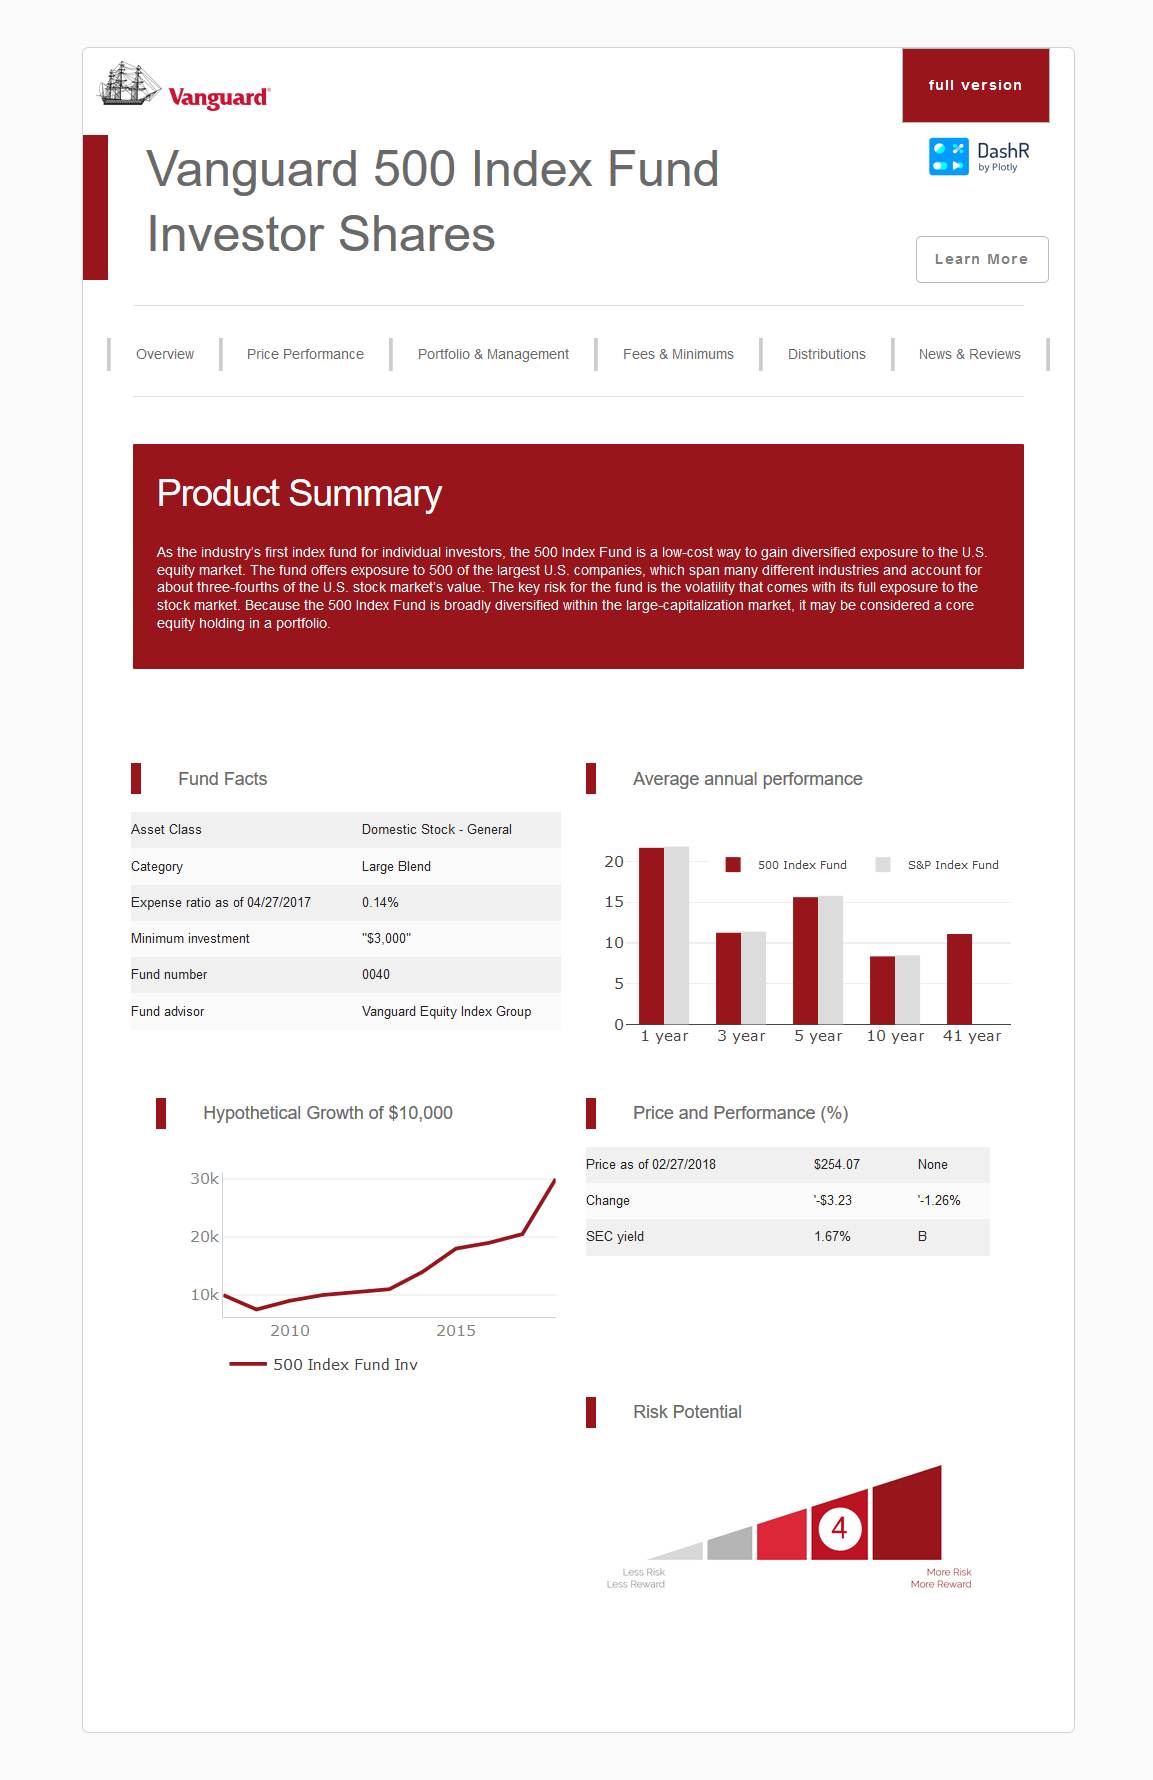 Vanguard®
full version
Vanguard 500 Index Fund
Investor Shares
DashR
by Plotly
Learn More
Overview
Price Performance
Portfolio & Management
Fees & Minimums
Distributions
News & Reviews
Product Summary
As the industry's first index fund for individual investors, the 500 Index Fund is a low-cost way to gain diversified exposure to the U.S.
equity market. The fund offers exposure to 500 of the largest U.S. companies, which span many different industries and account for
about three-fourths of the U.S. stock market's value. The key risk for the fund is the volatility that comes with its full exposure to the
stock market. Because the 500 Index Fund is broadly diversified within the large-capitalization market, it may be considered a core
equity holding in a portfolio.
Fund Facts
Asset Class Domestic Stock - General
Category Large Blend
Expense ratio as of 04/27/2017 0.14%
Minimum investment "$3,000"
Fund number 0040
Fund advisor Vanguard Equity Index Group
Average annual performance
500 Index Fund S&P Index Fund
20
15
10
5
0
1 year 3 year 5 year 10 year 41 year
Hypothetical Growth of $10,000
30k
20k
10k
2010 2015
500 Index Fund Inv
Price and Performance (%)
Price as of 02/27/2018 $254.07 None
Change '-$3.23 '-1.26%
SEC yield 1.67% B
Risk Potential
4
Less Risk
Less Reward
More Risk
More Reward